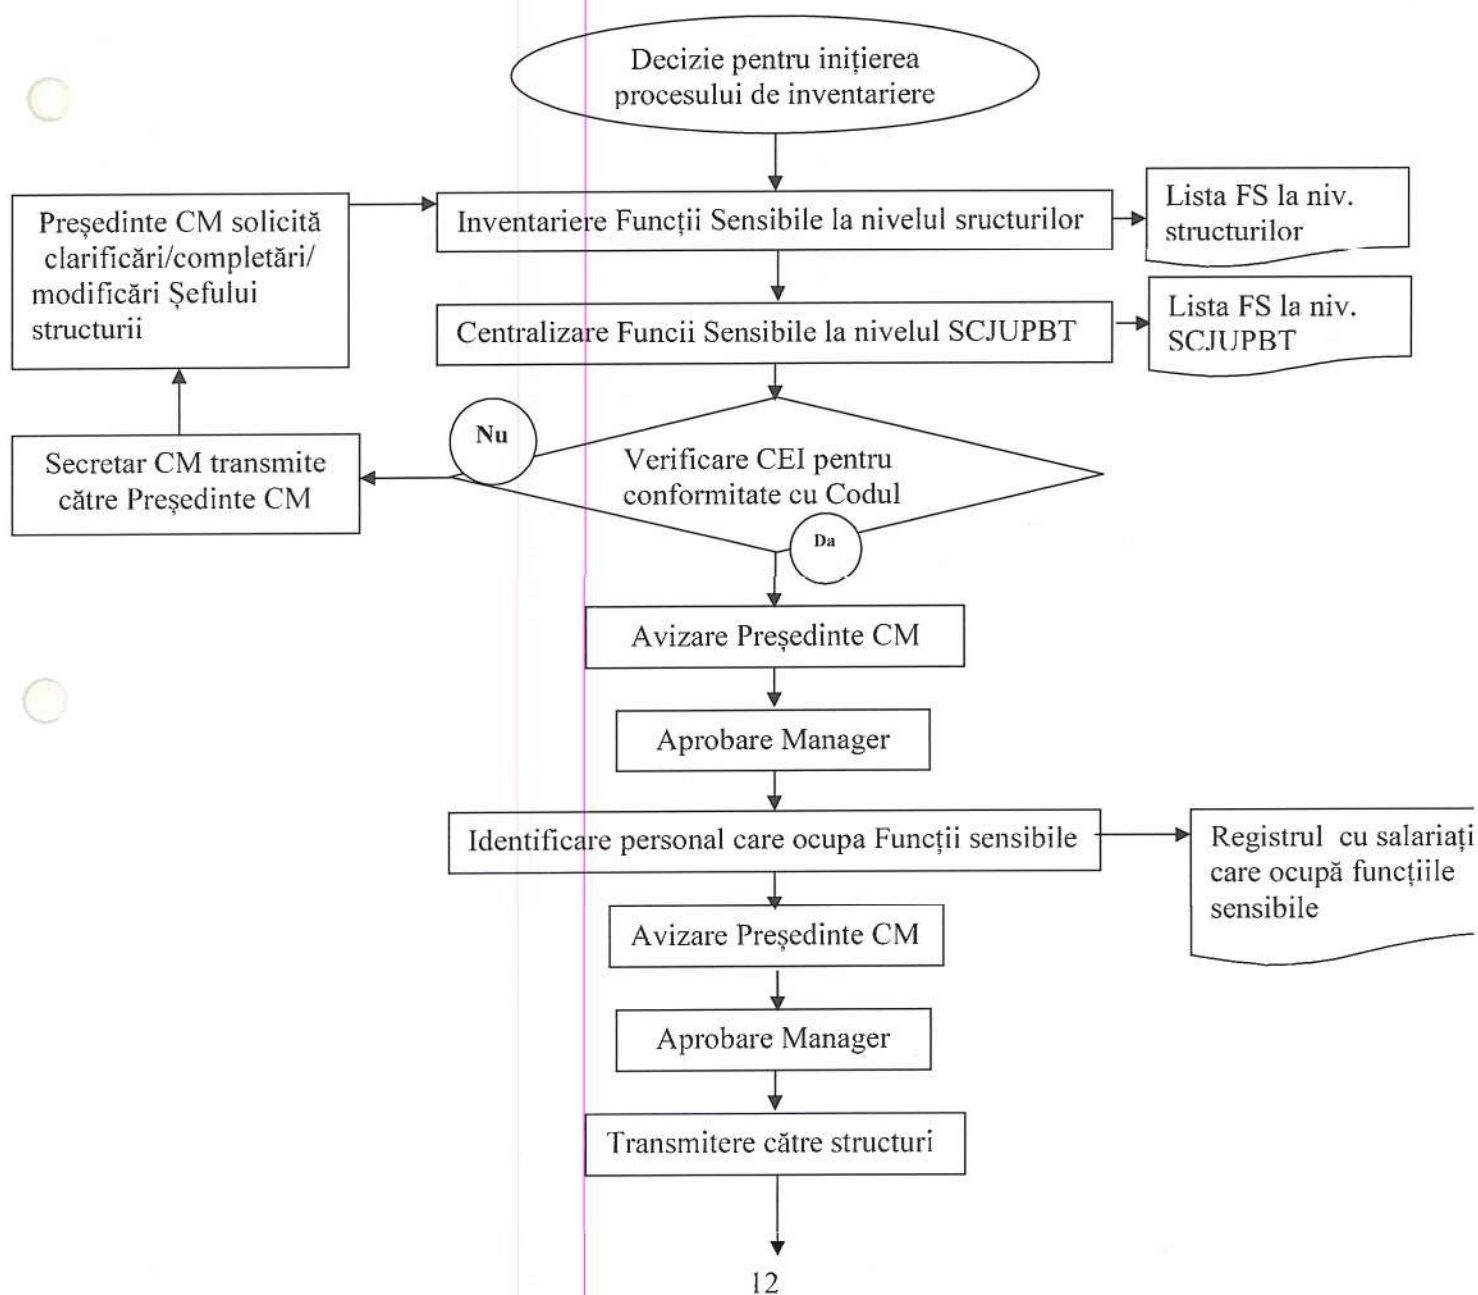 Decizie pentru inițierea
procesului de inventariere
Președinte CM solicită
clarificări/completări/
modificări Șefului
structurii
Inventariere Funcții Sensibile la nivelul sructurilor
Lista FS la niv.
structurilor
Centralizare Funcii Sensibile la nivelul SCJUPBT
Lista FS la niv.
SCJUPBT
Nu
Secretar CM transmite
către Președinte CM
Verificare CEI pentru
conformitate cu Codul
Da
Avizare Președinte CM
Aprobare Manager
Identificare personal care ocupa Funcții sensibile
Registrul cu salariați
care ocupă funcțiile
sensibile
Avizare Președinte CM
Aprobare Manager
Transmitere către structuri
12